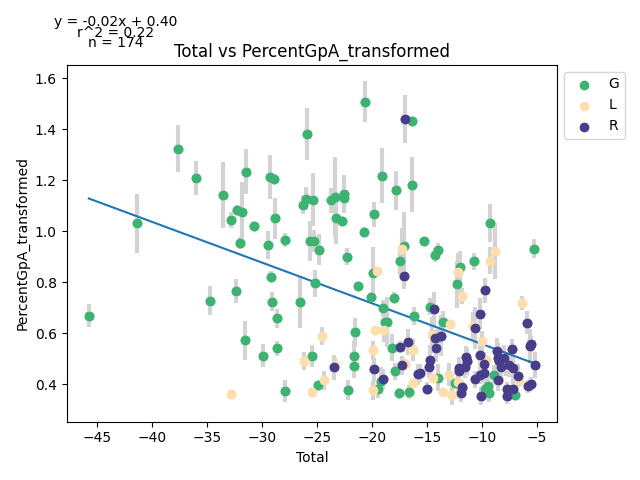 y = -0.02x + 0.40
r^2 = 0.22
n = 174
Total vs PercentGpA_transformed
1.6
1.4
1.2
1.0
0.8
0.6
0.4
PercentGpA_transformed
−45
−40
−35
−30
−25
−20
−15
−10
−5
Total
G
L
R